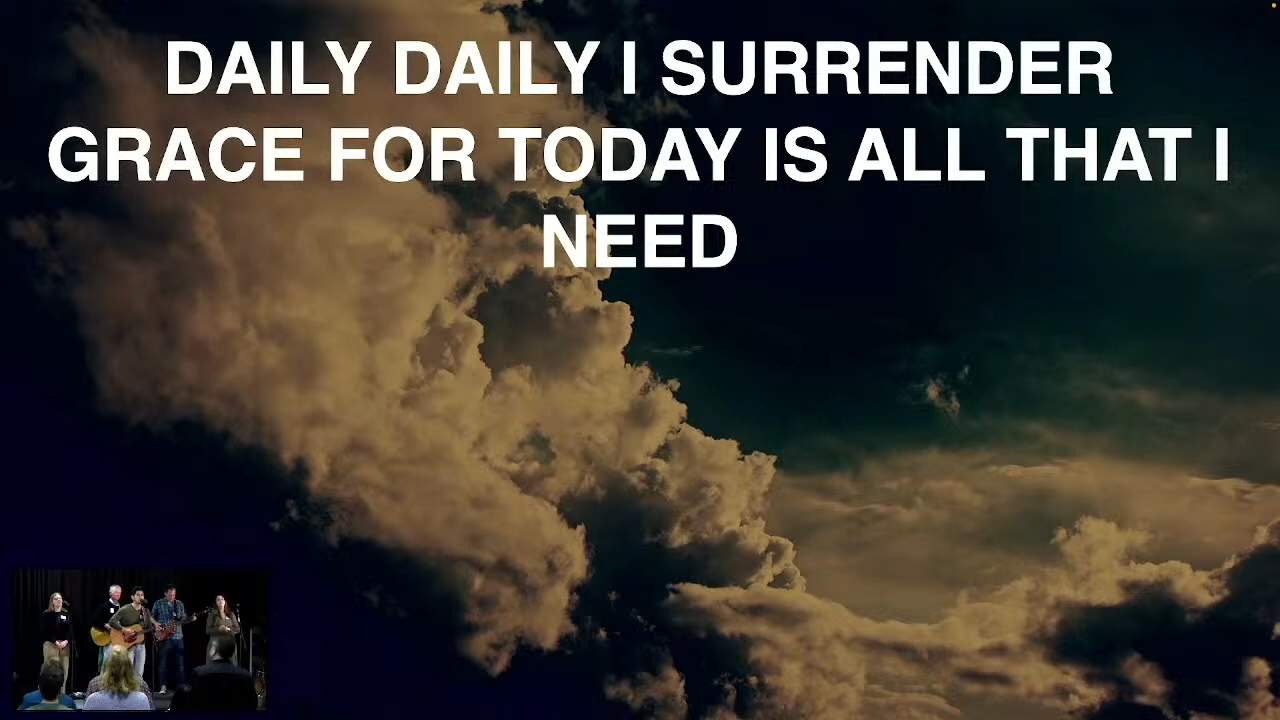 DAILY DAILY I SURRENDER
GRACE FOR TODAY IS ALL THAT I
NEED